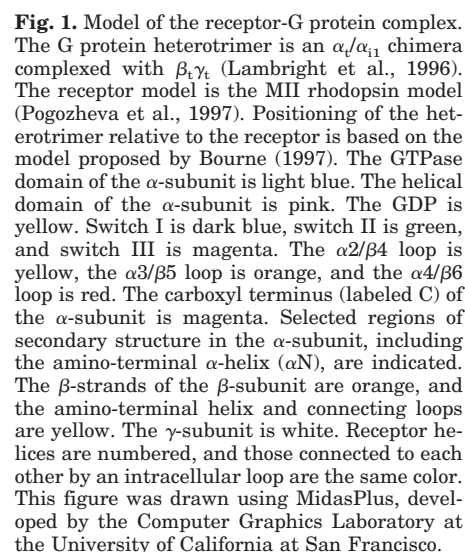 Fig. 1. Model of the receptor-G protein complex.
The G protein heterotrimer is an αt/αi1 chimera
complexed with βtγt (Lambright et al., 1996).
The receptor model is the MII rhodopsin model
(Pogozheva et al., 1997). Positioning of the het-
erotrimer relative to the receptor is based on the
model proposed by Bourne (1997). The GTPase
domain of the α-subunit is light blue. The helical
domain of the α-subunit is pink. The GDP is
yellow. Switch I is dark blue, switch II is green,
and switch III is magenta. The α2/β4 loop is
yellow, the α3/β5 loop is orange, and the α4/β6
loop is red. The carboxyl terminus (labeled C) of
the α-subunit is magenta. Selected regions of
secondary structure in the α-subunit, including
the amino-terminal α-helix (αN), are indicated.
The β-strands of the β-subunit are orange, and
the amino-terminal helix and connecting loops
are yellow. The γ-subunit is white. Receptor he-
lices are numbered, and those connected to each
other by an intracellular loop are the same color.
This figure was drawn using MidasPlus, devel-
oped by the Computer Graphics Laboratory at
the University of California at San Francisco.